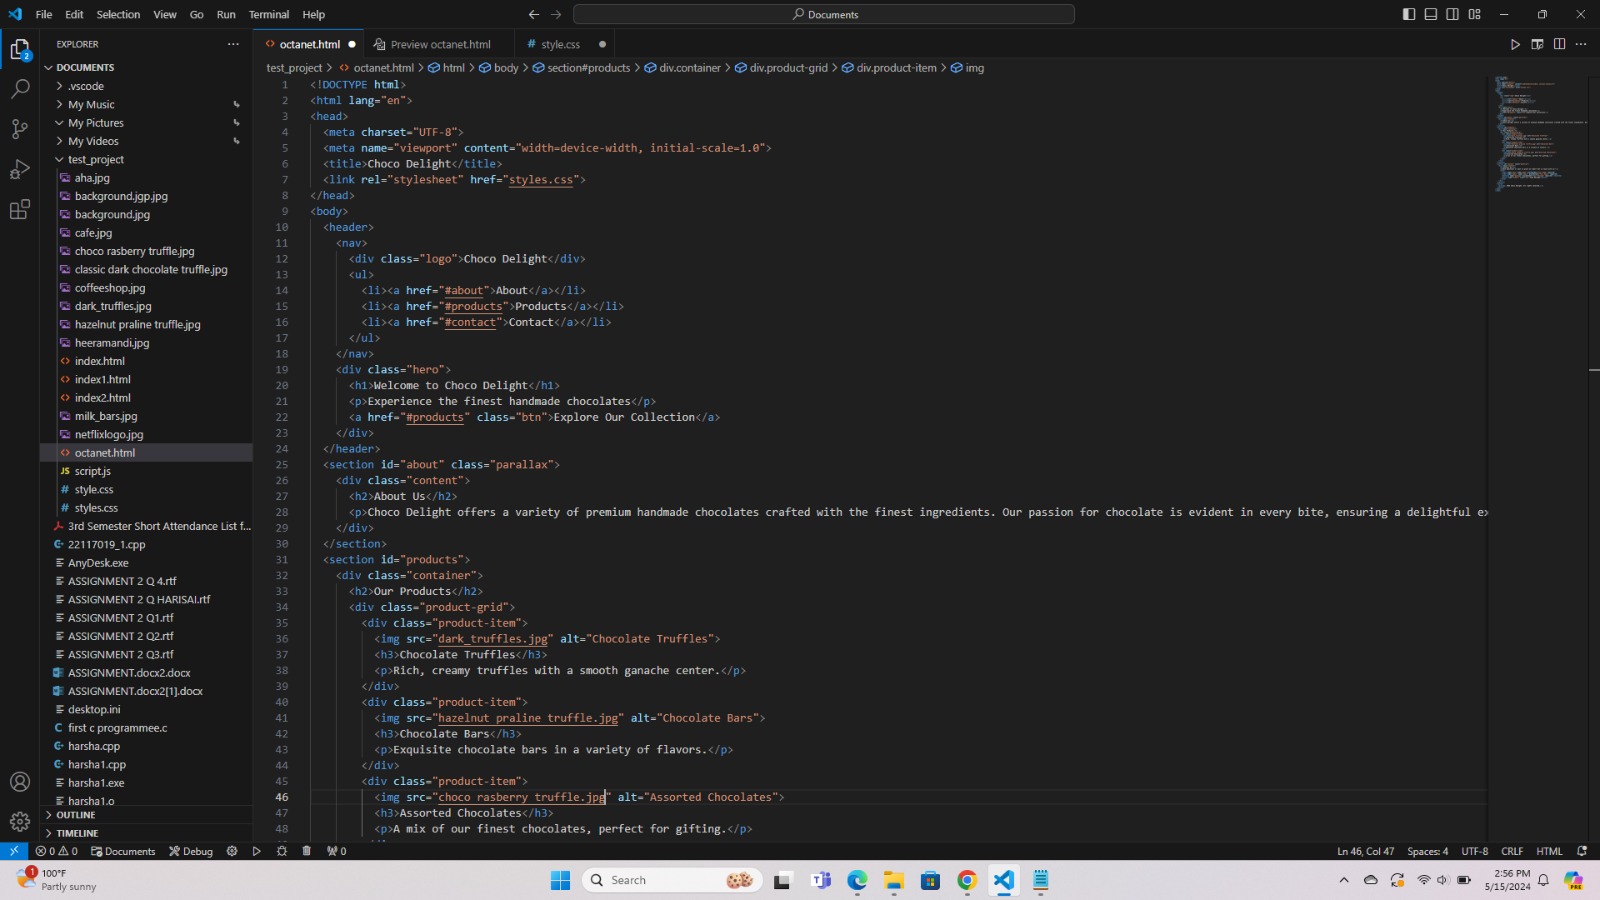 File Edit Selection View Go Run Terminal Help
Documents
EXPLORER
DOCUMENTS
.vscode
My Music
My Pictures
My Videos
test_project
aha.jpg
background.jgp.jpg
background.jpg
cafe.jpg
choco rasberry truffle.jpg
classic dark chocolate truffle.jpg
coffeeshop.jpg
dark_truffles.jpg
hazelnut praline truffle.jpg
heeramandi.jpg
index.html
index1.html
index2.html
milk_bars.jpg
netflixlogo.jpg
octanet.html
JS script.js
# style.css
# styles.css
3rd Semester Short Attendance List f...
22117019_1.cpp
AnyDesk.exe
ASSIGNMENT 2 Q 4.rtf
ASSIGNMENT 2 Q HARISAI.rtf
ASSIGNMENT 2 Q1.rtf
ASSIGNMENT 2 Q2.rtf
ASSIGNMENT 2 Q3.rtf
ASSIGNMENT.docx2.docx
ASSIGNMENT.docx2[1].docx
desktop.ini
first c programmee.c
harsha.cpp
harsha1.cpp
harsha1.exe
harsha1.o
OUTLINE
TIMELINE
2
octanet.html Preview octanet.html # style.css
test_project > octanet.html > html > body > section#products > div.container > div.product-grid > div.product-item > img
1 <!DOCTYPE html>
2 <html lang="en">
3 <head>
4 <meta charset="UTF-8">
5 <meta name="viewport" content="width=device-width, initial-scale=1.0">
6 <title>Choco Delight</title>
7 <link rel="stylesheet" href="styles.css">
8 </head>
9 <body>
10 <header>
11 <nav>
12 <div class="logo">Choco Delight</div>
13 <ul>
14 <li><a href="#about">About</a></li>
15 <li><a href="#products">Products</a></li>
16 <li><a href="#contact">Contact</a></li>
17 </ul>
18 </nav>
19 <div class="hero">
20 <h1>Welcome to Choco Delight</h1>
21 <p>Experience the finest handmade chocolates</p>
22 <a href="#products" class="btn">Explore Our Collection</a>
23 </div>
24 </header>
25 <section id="about" class="parallax">
26 <div class="content">
27 <h2>About Us</h2>
28 <p>Choco Delight offers a variety of premium handmade chocolates crafted with the finest ingredients. Our passion for chocolate is evident in every bite, ensuring a delightful ex
29 </div>
30 </section>
31 <section id="products">
32 <div class="container">
33 <h2>Our Products</h2>
34 <div class="product-grid">
35 <div class="product-item">
36 <img src="dark_truffles.jpg" alt="Chocolate Truffles">
37 <h3>Chocolate Truffles</h3>
38 <p>Rich, creamy truffles with a smooth ganache center.</p>
39 </div>
40 <div class="product-item">
41 <img src="hazelnut praline truffle.jpg" alt="Chocolate Bars">
42 <h3>Chocolate Bars</h3>
43 <p>Exquisite chocolate bars in a variety of flavors.</p>
44 </div>
45 <div class="product-item">
46 <img src="choco rasberry truffle.jpg" alt="Assorted Chocolates">
47 <h3>Assorted Chocolates</h3>
48 <p>A mix of our finest chocolates, perfect for gifting.</p>
0 0 Documents Debug 0
Ln 46, Col 47 Spaces: 4 UTF-8 CRLF HTML
1
100°F
Partly sunny
Search
2:56 PM
5/15/2024
PRE